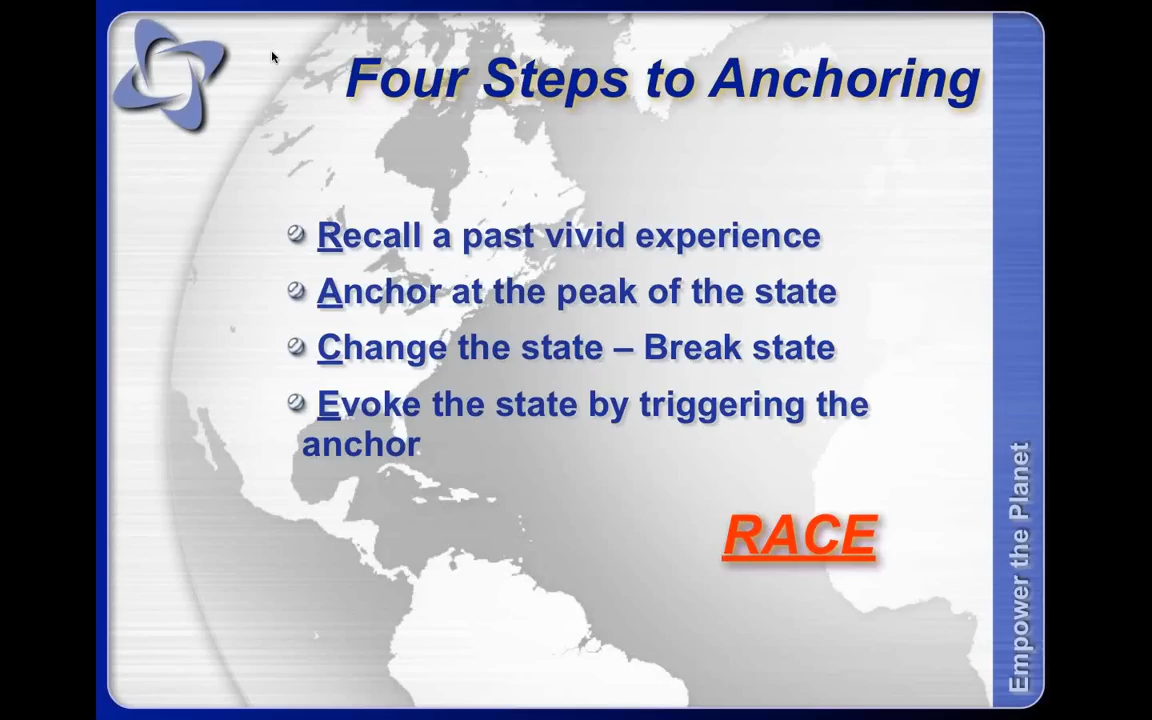 Four Steps to Anchoring
Recall a past vivid experience
Anchor at the peak of the state
Change the state – Break state
Evoke the state by triggering the
anchor
RACE
Empower the Planet